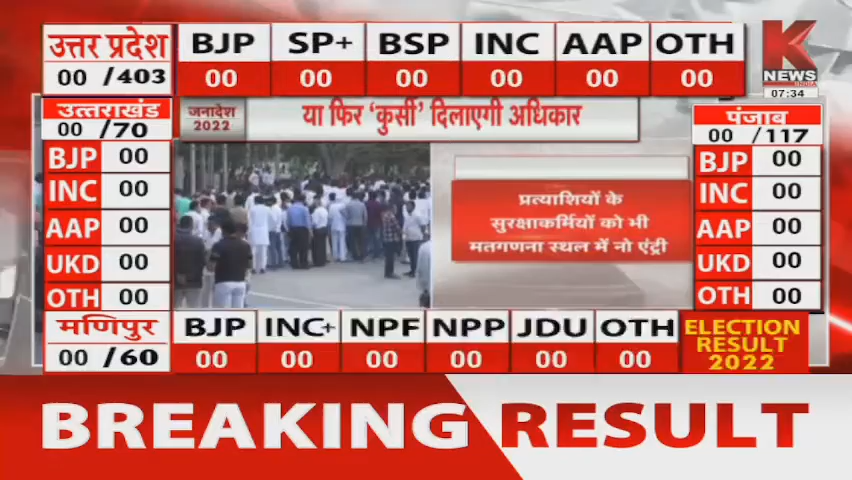 उत्तर प्रदेश
00 /403
BJP SP+ BSP INC AAP OTH
00 00 00 00 00 00
K
NEWS
INDIA
07:34
उत्तराखंड
00 /70
BJP 00
INC 00
AAP 00
UKD 00
OTH 00
जनादेश
2022
या फिर ‘कुर्सी’ दिलाएगी अधिकार
प्रत्याशियों के
सुरक्षाकर्मियों को भी
मतगणना स्थल में नो एंट्री
पंजाब
00 /117
BJP 00
INC 00
AAP 00
UKD 00
OTH 00
मणिपुर
00 /60
BJP INC+ NPF NPP JDU OTH
00 00 00 00 00 00
ELECTION
RESULT
2022
BREAKING RESULT